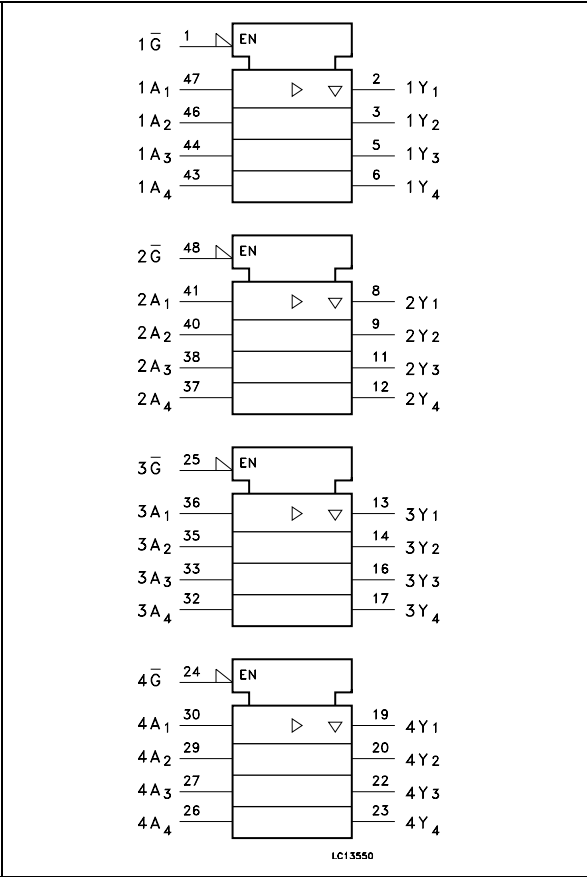 1G̅ 1 EN
1A1 47 2 1Y1
1A2 46 3 1Y2
1A3 44 5 1Y3
1A4 43 6 1Y4
2G̅ 48 EN
2A1 41 8 2Y1
2A2 40 9 2Y2
2A3 38 11 2Y3
2A4 37 12 2Y4
3G̅ 25 EN
3A1 36 13 3Y1
3A2 35 14 3Y2
3A3 33 16 3Y3
3A4 32 17 3Y4
4G̅ 24 EN
4A1 30 19 4Y1
4A2 29 20 4Y2
4A3 27 22 4Y3
4A4 26 23 4Y4
LC13550